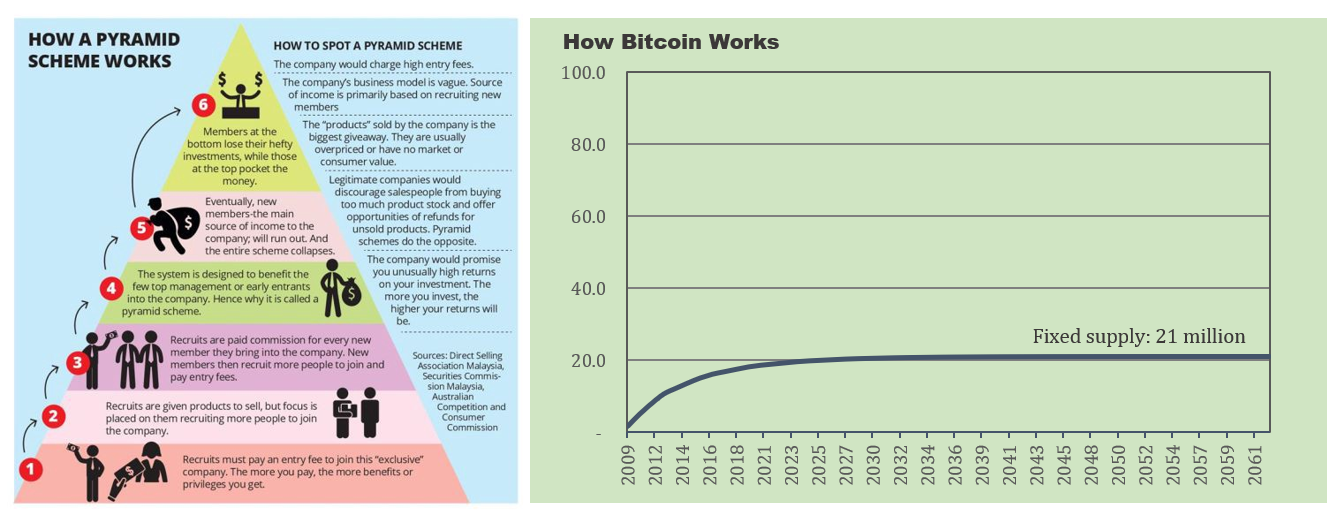 HOW A PYRAMID
SCHEME WORKS
HOW TO SPOT A PYRAMID SCHEME
The company would charge high entry fees.
The company's business model is vague. Source
of income is primarily based on recruiting new
members
The "products" sold by the company is the
biggest giveaway. They are usually
overpriced or have no market or
consumer value.
Legitimate companies would
discourage salespeople from buying
too much product stock and offer
opportunities of refunds for
unsold products. Pyramid
schemes do the opposite.
The company would promise
you unusually high returns
on your investment. The
more you invest, the
higher your returns will
be.
Sources: Direct Selling
Association Malaysia,
Securities Commis-
sion Malaysia,
Australian
Competition and
Consumer
Commission
$ $
6
Members at the
bottom lose their hefty
investments, while those
at the top pocket the
money.
5
$
Eventually, new
members-the main
source of income to the
company; will run out. And
the entire scheme collapses.
4
The system is designed to benefit the
few top management or early entrants
into the company. Hence why it is called a
pyramid scheme.
$
3
Recruits are paid commission for every new
member they bring into the company. New
members then recruit more people to join and
pay entry fees.
2
Recruits are given products to sell, but focus is
placed on them recruiting more people to join
the company.
1
$
Recruits must pay an entry fee to join this "exclusive"
company. The more you pay, the more benefits or
privileges you get.
How Bitcoin Works
100.0
80.0
60.0
40.0
20.0
-
Fixed supply: 21 million
2009
2012
2014
2016
2018
2021
2023
2025
2027
2030
2032
2034
2036
2039
2041
2043
2045
2048
2050
2052
2054
2057
2059
2061